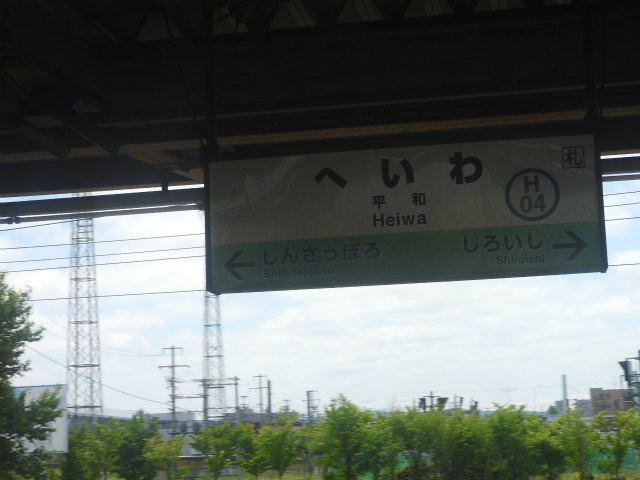 札
へいわ
H
04
平和
Heiwa
しんさっぽろ
Shin-Sapporo
しろいし
Shiroishi